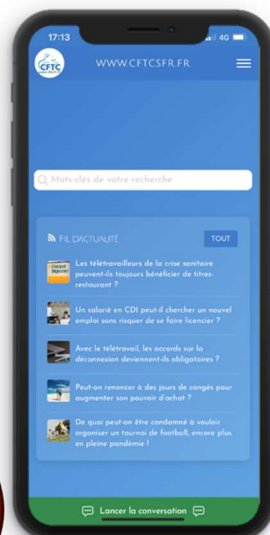 17:13
4G
CFTC
WWW.CFTCSFR.FR
Mots-clés de votre recherche
FIL D'ACTUALITÉ
TOUT
Les télétravailleurs de la crise sanitaire
peuvent-ils toujours bénéficier de titres-
restaurant ?
Un salarié en CDI peut-il chercher un nouvel
emploi sans risquer de se faire licencier ?
Avec le télétravail, les accords sur la
déconnexion deviennent-ils obligatoires ?
Peut-on renoncer à des jours de congés pour
augmenter son pouvoir d'achat ?
De quoi peut-on être condamné à vouloir
organiser un tournoi de football, encore plus
en pleine pandémie !
Lancer la conversation